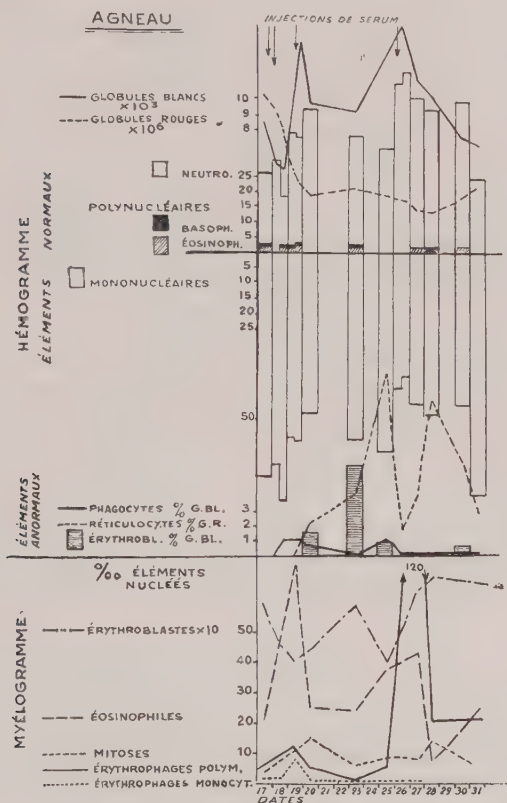 AGNEAU
INJECTIONS DE SERUM
GLOBULES BLANCS
×10³
GLOBULES ROUGES
×10⁶
10
9
8
NEUTRO.
25
20
15
10
5
POLYNUCLÉAIRES
BASOPH.
ÉOSINOPH.
HÉMOGRAMME
ÉLÉMENTS NORMAUX
MONONUCLÉAIRES
5
10
15
20
25
50
ÉLÉMENTS
ANORMAUX
PHAGOCYTES % G.BL.
RÉTICULOCYTES % G.R.
ÉRYTHROBL. % G.BL.
3
2
1
‰ ÉLÉMENTS
NUCLÉÉS
120
MYÉLOGRAMME
ÉRYTHROBLASTES×10
50
40
30
20
10
ÉOSINOPHILES
MITOSES
ÉRYTHROPHAGES POLYM.
ÉRYTHROPHAGES MONOCYT.
17 18 19 20 21 22 23 24 25 26 27 28 29 30 31
DATES